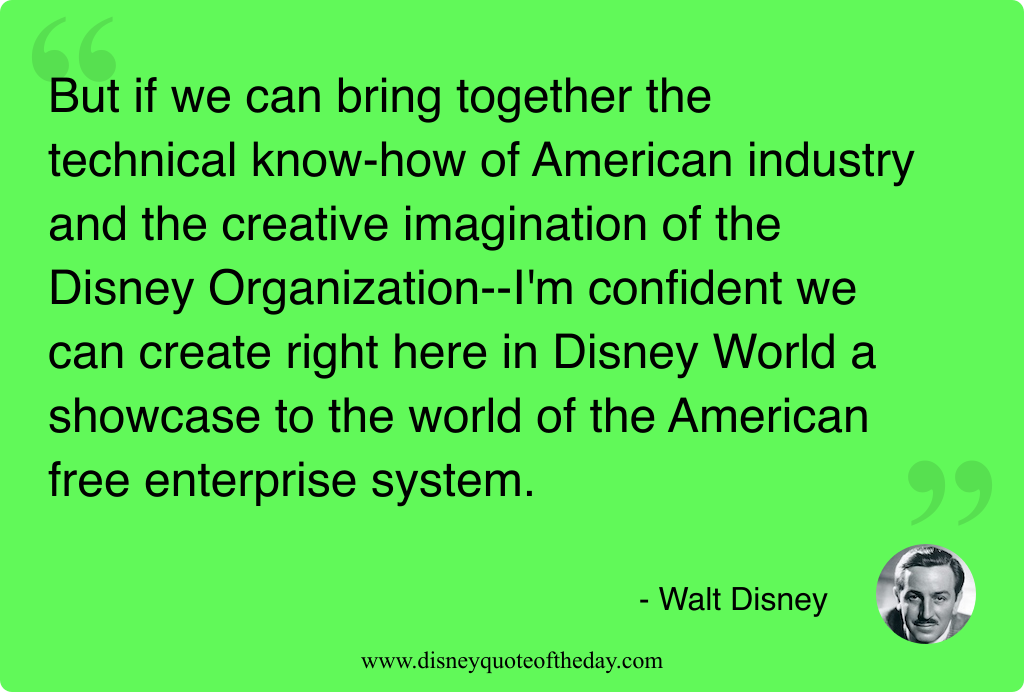 But if we can bring together the
technical know-how of American industry
and the creative imagination of the
Disney Organization--I'm confident we
can create right here in Disney World a
showcase to the world of the American
free enterprise system.
- Walt Disney
www.disneyquoteoftheday.com